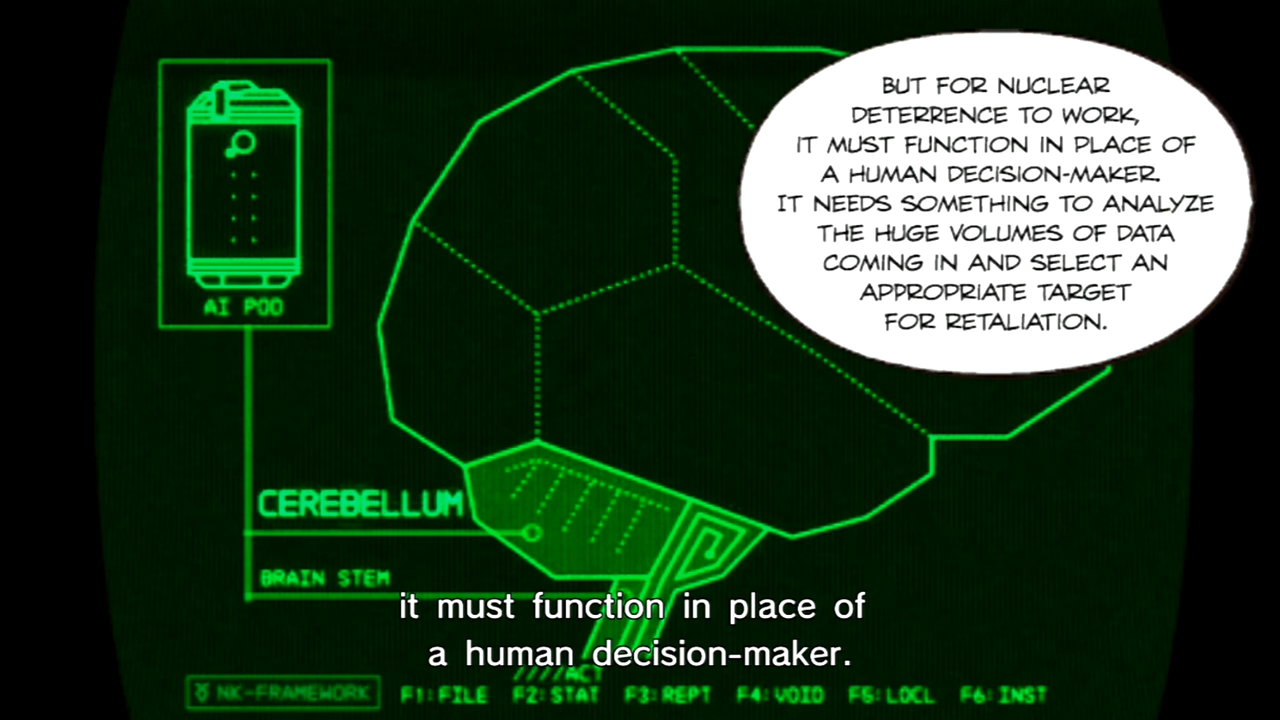 BUT FOR NUCLEAR
DETERRENCE TO WORK,
IT MUST FUNCTION IN PLACE OF
A HUMAN DECISION-MAKER.
IT NEEDS SOMETHING TO ANALYZE
THE HUGE VOLUMES OF DATA
COMING IN AND SELECT AN
APPROPRIATE TARGET
FOR RETALIATION.
AI POD
CEREBELLUM
BRAIN STEM
it must function in place of
a human decision-maker.
////ACT
NK-FRAMEWORK F1:FILE F2:STAT F3:REPT F4:VOID F5:LOCL F6:INST